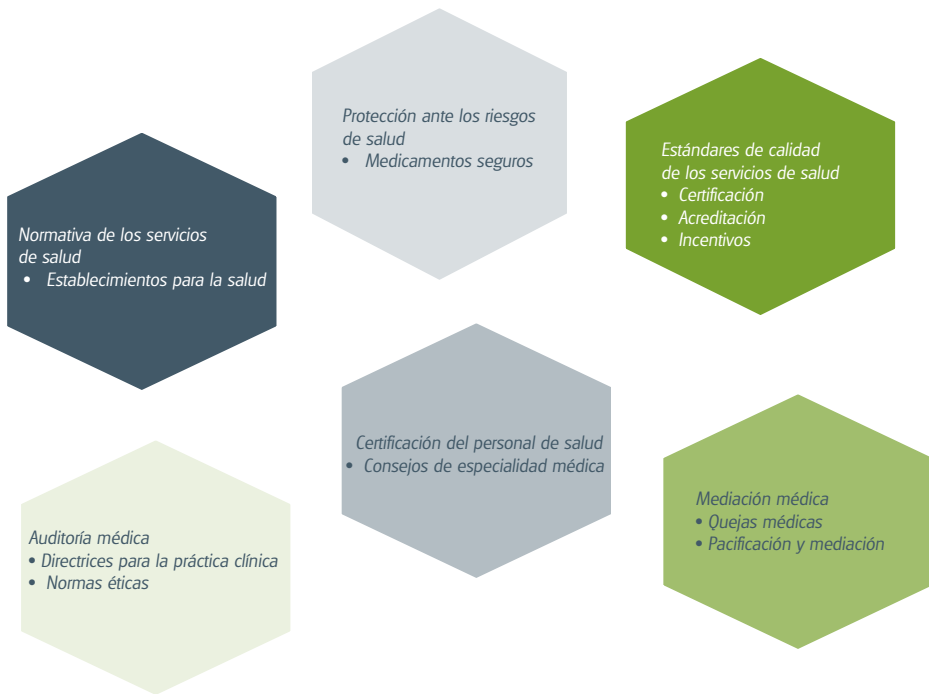 Protección ante los riesgos
de salud
• Medicamentos seguros
Estándares de calidad
de los servicios de salud
• Certificación
• Acreditación
• Incentivos
Normativa de los servicios
de salud
• Establecimientos para la salud
Certificación del personal de salud
• Consejos de especialidad médica
Mediación médica
• Quejas médicas
• Pacificación y mediación
Auditoría médica
• Directrices para la práctica clínica
• Normas éticas